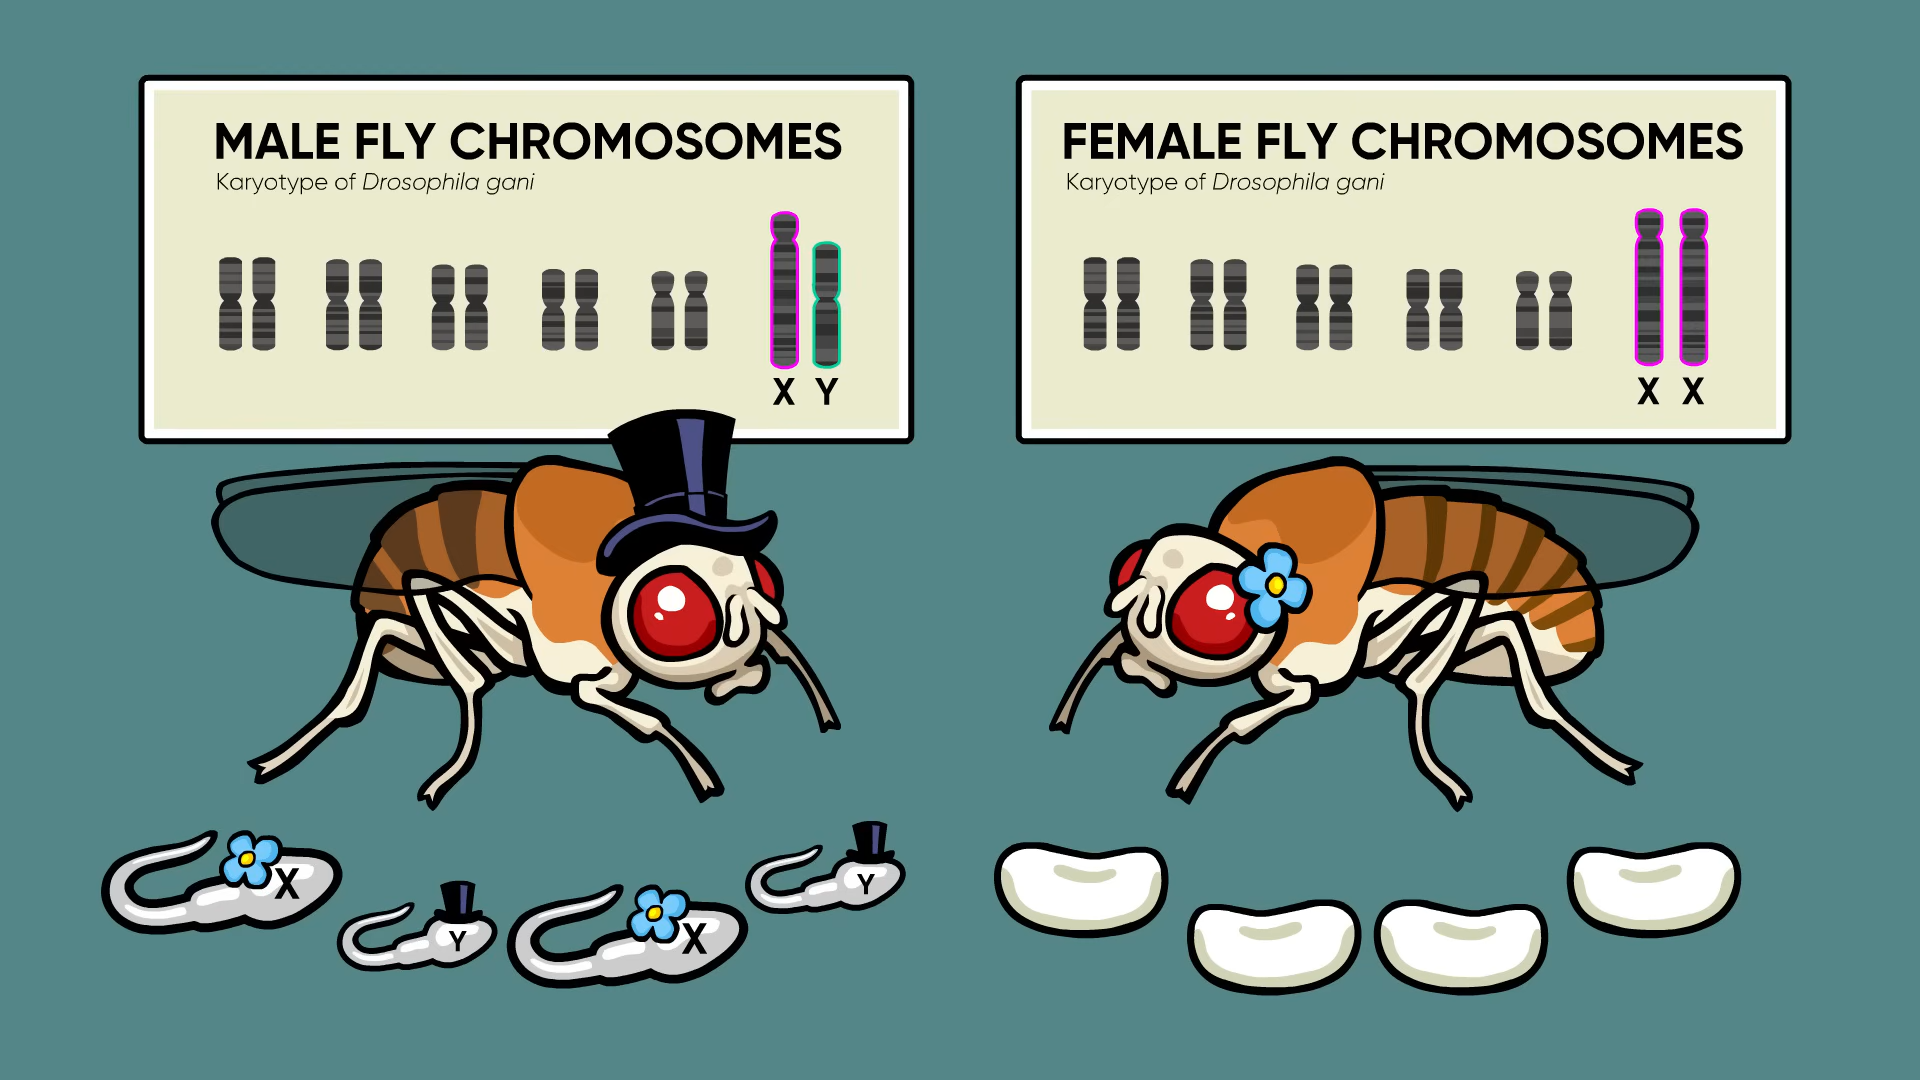 MALE FLY CHROMOSOMES
Karyotype of Drosophila gani
X Y
FEMALE FLY CHROMOSOMES
Karyotype of Drosophila gani
X X
X
Y
X
Y